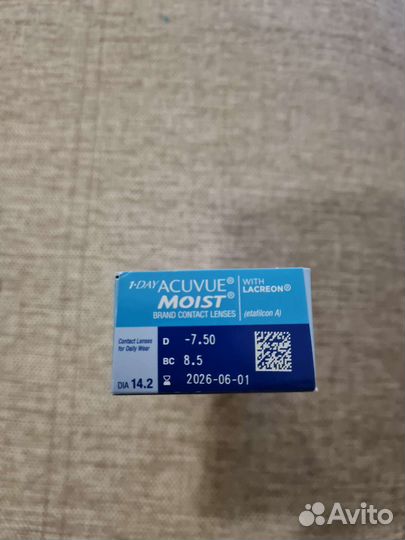 1-DAY ACUVUE®
MOIST®
BRAND CONTACT LENSES
WITH
LACREON®
(etafilcon A)
Contact Lenses
for Daily Wear
DIA 14.2
D -7.50
BC 8.5
2026-06-01
Avito